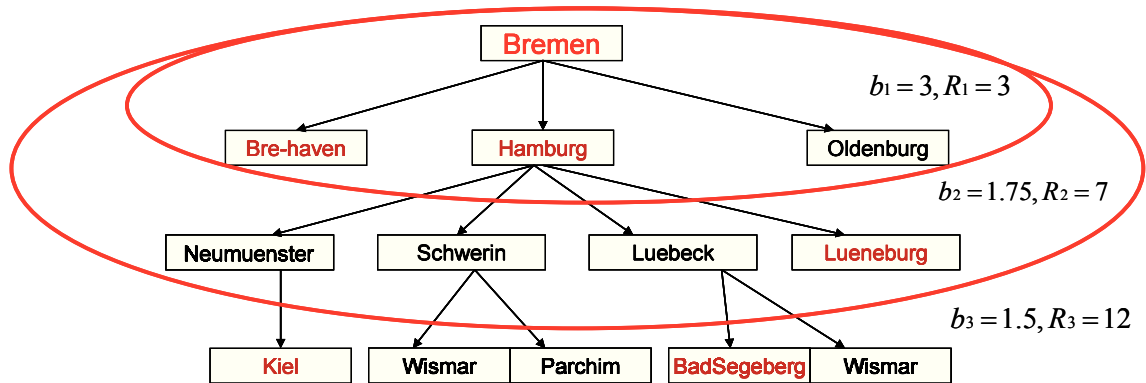 Bremen
b1 = 3, R1 = 3
Bre-haven Hamburg Oldenburg
b2 = 1.75, R2 = 7
Neumuenster Schwerin Luebeck Lueneburg
b3 = 1.5, R3 = 12
Kiel Wismar Parchim BadSegeberg Wismar